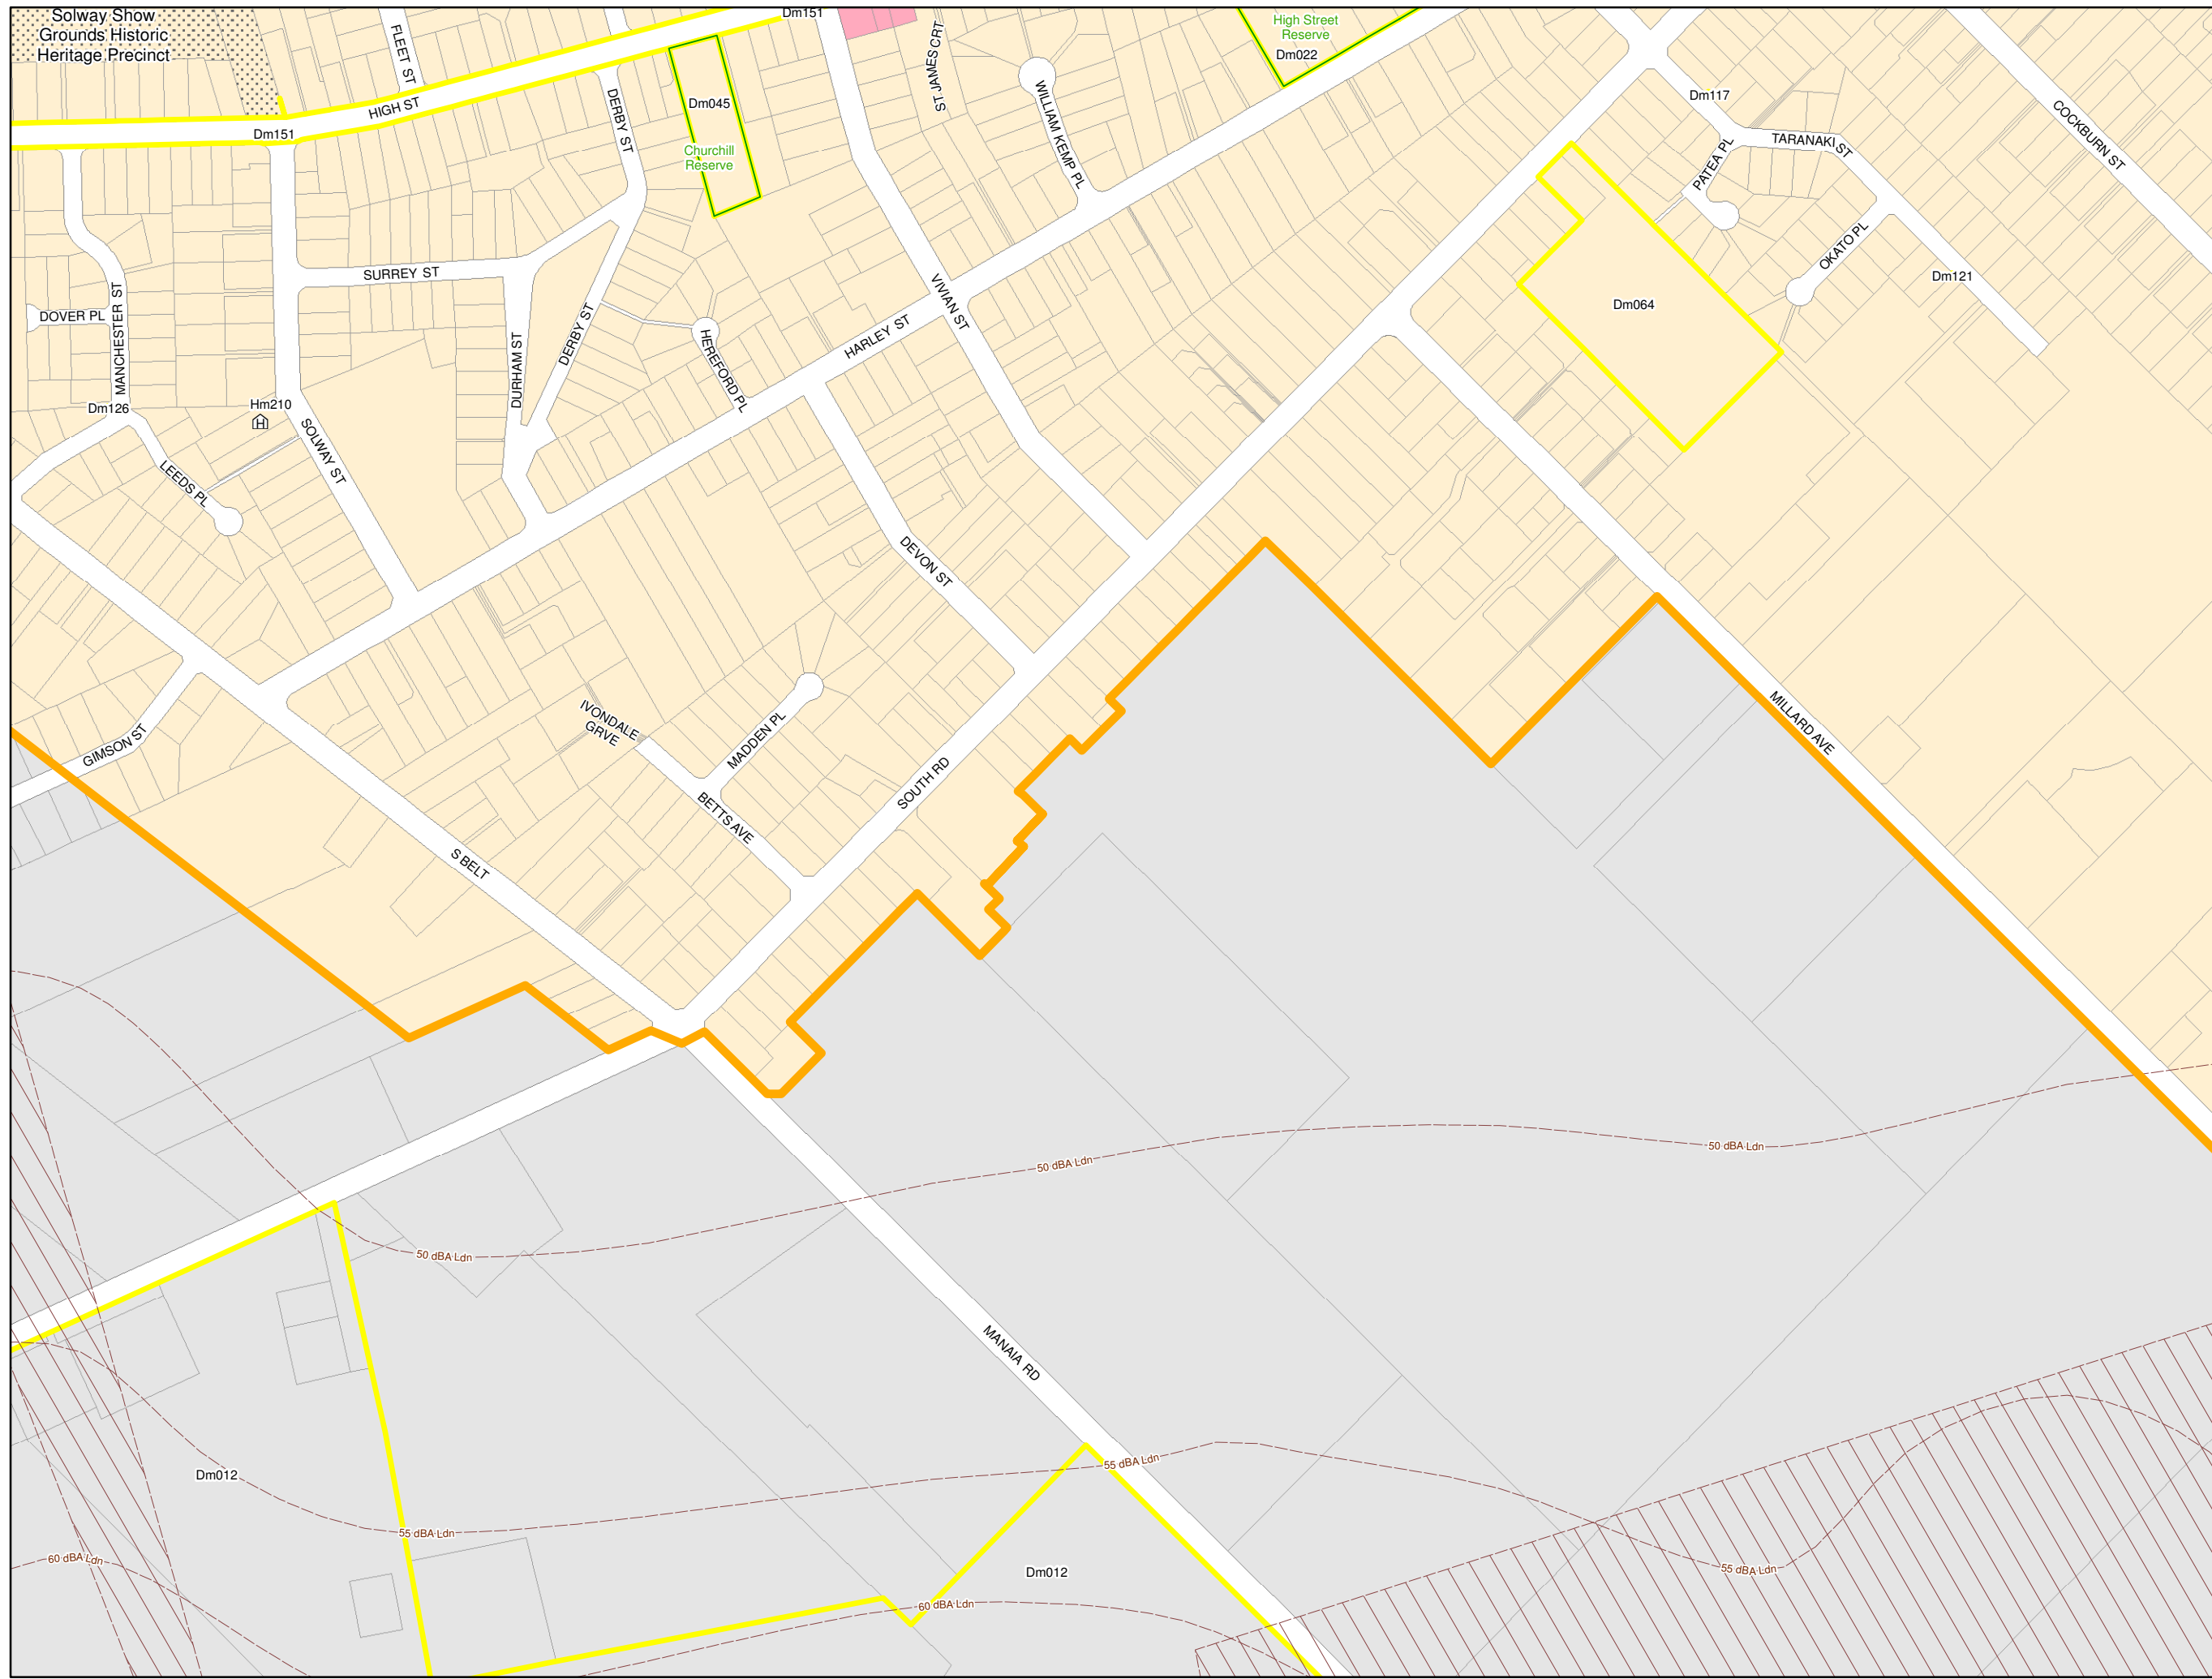 Solway Show
Grounds Historic
Heritage Precinct
FLEET ST
Dm151
High Street
Reserve
Dm022
ST JAMES CRT
HIGH ST
Dm151
DERBY ST
Dm045
Churchill
Reserve
WILLIAM KEMP PL
Dm117
TARANAKI ST
PATEA PL
COCKBURN ST
OKATO PL
Dm121
Dm064
SURREY ST
DOVER PL
MANCHESTER ST
DURHAM ST
DERBY ST
HEREFORD PL
HARLEY ST
VIVIAN ST
Dm126
Hm210
H
SOLWAY ST
LEEDS PL
DEVON ST
GIMSON ST
IVONDALE
GRVE
MADDEN PL
BETTS AVE
SOUTH RD
MILLARD AVE
S BELT
50 dBA Ldn
50 dBA Ldn
50 dBA Ldn
MANAIA RD
Dm012
55 dBA Ldn
55 dBA Ldn
60 dBA Ldn
Dm012
55 dBA Ldn
60 dBA Ldn